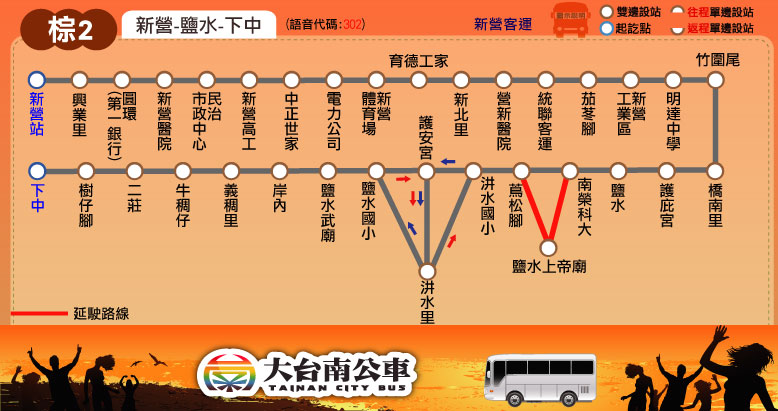 棕2
新營-鹽水-下中
(語音代碼:302)
新營客運
雙邊設站
往程單邊設站
起訖點
返程單邊設站
新營站
興業里
圓環
(第一銀行)
新營醫院
民治
市政中心
新營高工
中正世家
電力公司
新營
體育場
育德工家
新北里
營新醫院
統聯客運
茄苳腳
新營
工業區
明達中學
竹圍尾
下中
樹仔腳
二莊
牛稠仔
義稠里
岸內
鹽水武廟
鹽水國小
護安宮
洪水國小
蔦松腳
南榮科大
鹽水
護庇宮
橋南里
洪水里
鹽水上帝廟
延駛路線
大台南公車
TAINAN CITY BUS